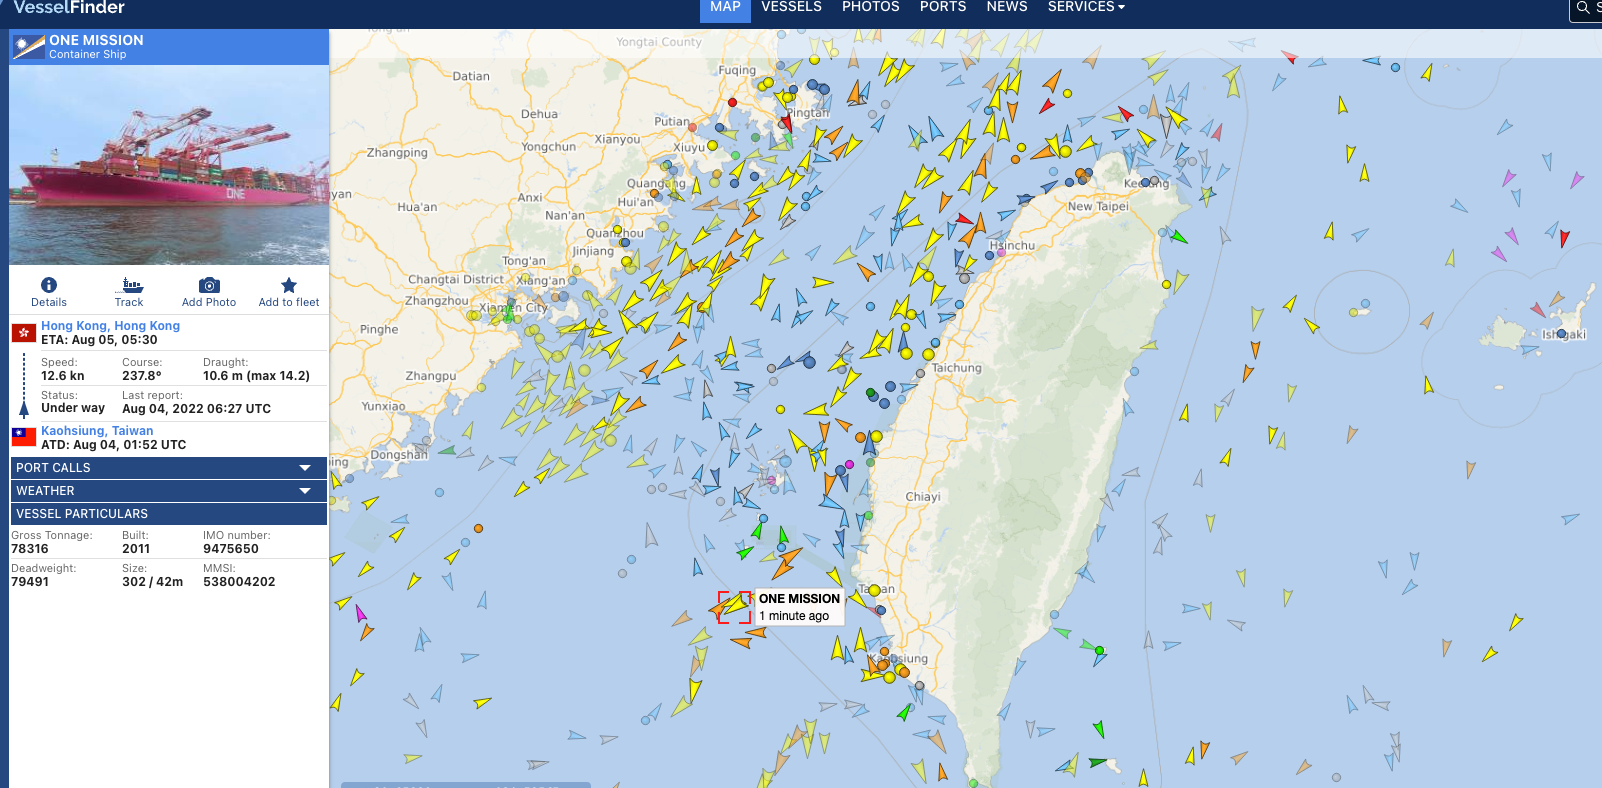 VesselFinder
MAP
VESSELS
PHOTOS
PORTS
NEWS
SERVICES
ONE MISSION
Container Ship
ONE
Details
Track
Add Photo
Add to fleet
Hong Kong, Hong Kong
ETA: Aug 05, 05:30
Speed: Course: Draught:
12.6 kn 237.8° 10.6 m (max 14.2)
Status: Last report:
Under way Aug 04, 2022 06:27 UTC
Kaohsiung, Taiwan
ATD: Aug 04, 01:52 UTC
PORT CALLS
WEATHER
VESSEL PARTICULARS
Gross Tonnage: Built: IMO number:
78316 2011 9475650
Deadweight: Size: MMSI:
79491 302 / 42m 538004202
Yongtai County
Fuqing
Datian
Dehua
Putian
Pingtan
Xianyou
Xiuyu
Yongchun
Zhangping
Quangang
Anxi
Hui'an
Hua'an
Nan'an
Quanzhou
Jinjiang
Tong'an
Changtai District
Xiang'an
Zhangzhou
Xiamen City
Pinghe
Zhangpu
Yunxiao
Dongshan
Keelung
New Taipei
Hsinchu
Taichung
Chiayi
Tainan
Kaohsiung
Ishigaki
ONE MISSION
1 minute ago